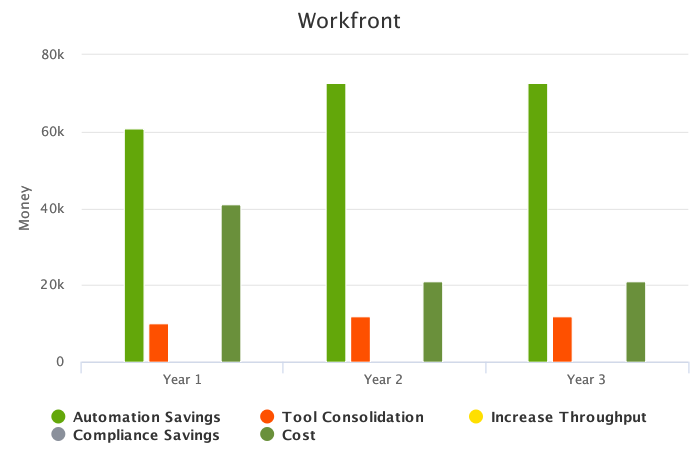 Workfront
80k
60k
40k
20k
0
Money
Year 1
Year 2
Year 3
Automation Savings
Tool Consolidation
Increase Throughput
Compliance Savings
Cost